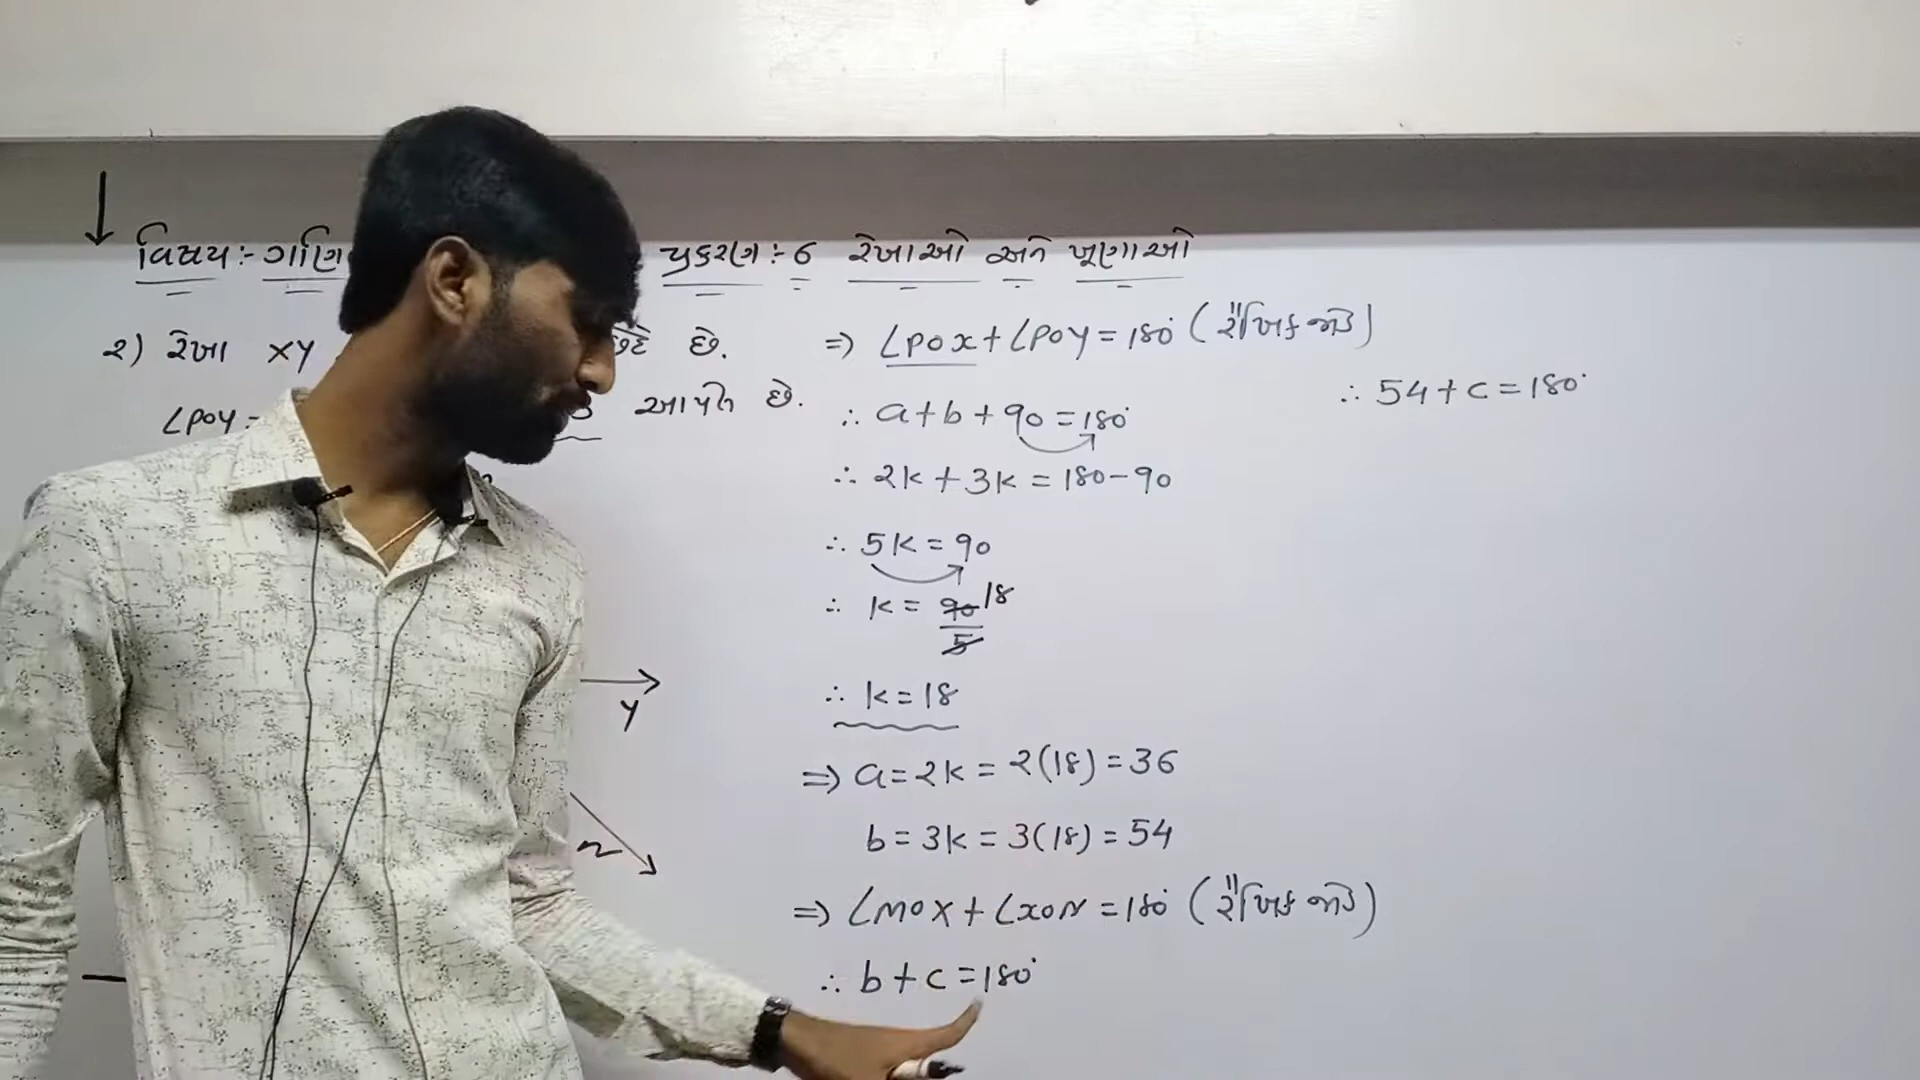 વિષય:- ગણિ પ્રકરણ:- 6 રેખાઓ અને ખૂણાઓ
૨) રેખા XY છેદે છે.
∠POY = આપેલ છે.
Y
n
⇒ ∠POX + ∠POY = 180° (રૈખિક જોડ)
∴ a + b + 90 = 180°
∴ 2k + 3k = 180 - 90
∴ 5k = 90
∴ k = 90/5 18
∴ k = 18
⇒ a = 2k = 2(18) = 36
b = 3k = 3(18) = 54
⇒ ∠MOX + ∠XON = 180° (રૈખિક જોડ)
∴ b + c = 180°
∴ 54 + c = 180°